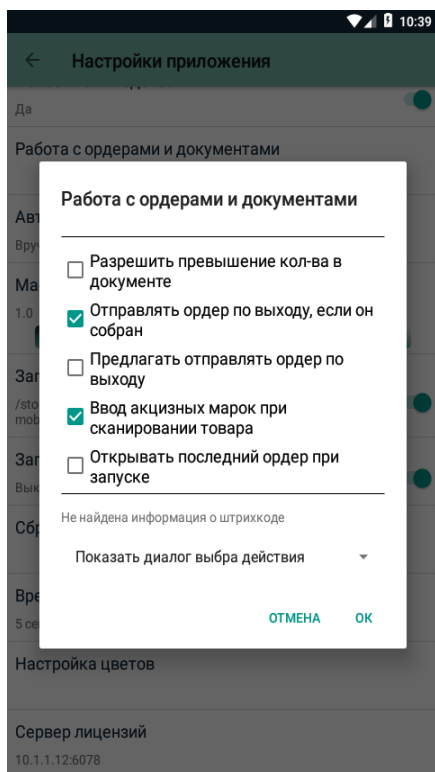 10:39
Настройки приложения
Да
Работа с ордерами и документами
Работа с ордерами и документами
Разрешить превышение кол-ва в
документе
Отправлять ордер по выходу, если он
собран
Предлагать отправлять ордер по
выходу
Ввод акцизных марок при
сканировании товара
Открывать последний ордер при
запуске
Не найдена информация о штрихкоде
Показать диалог выбра действия
ОТМЕНА ОК
1.0
/sto
mob
5 се
Настройка цветов
Сервер лицензий
10.1.1.12:6078